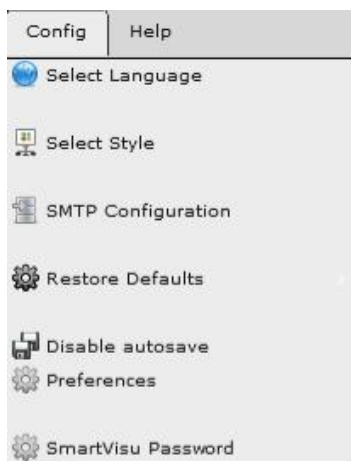 Config Help
Select Language
Select Style
SMTP Configuration
Restore Defaults
Disable autosave
Preferences
SmartVisu Password